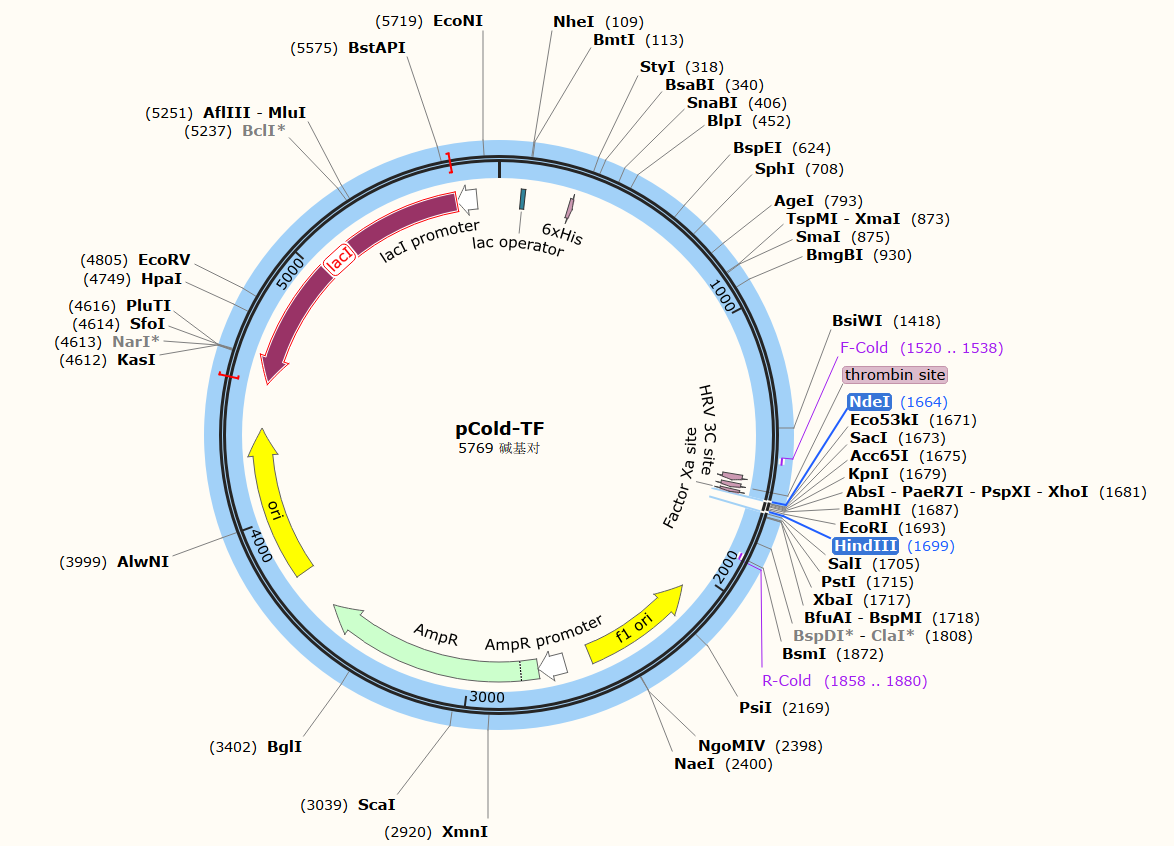 (5719) EcoNI
(5575) BstAPI
(5251) AflIII - MluI
(5237) BclI*
NheI (109)
BmtI (113)
StyI (318)
BsaBI (340)
SnaBI (406)
BlpI (452)
BspEI (624)
SphI (708)
AgeI (793)
TspMI - XmaI (873)
SmaI (875)
BmgBI (930)
lacI promoter
lac operator
6xHis
lacI
5000
1000
(4805) EcoRV
(4749) HpaI
(4616) PluTI
(4614) SfoI
(4613) NarI*
(4612) KasI
BsiWI (1418)
F-Cold (1520 .. 1538)
thrombin site
NdeI (1664)
Eco53kI (1671)
SacI (1673)
Acc65I (1675)
KpnI (1679)
AbsI - PaeR7I - PspXI - XhoI (1681)
BamHI (1687)
EcoRI (1693)
HindIII (1699)
SalI (1705)
PstI (1715)
XbaI (1717)
BfuAI - BspMI (1718)
BspDI* - ClaI* (1808)
BsmI (1872)
R-Cold (1858 .. 1880)
HRV 3C site
Factor Xa site
pCold-TF
5769 碱基对
ori
4000
2000
(3999) AlwNI
AmpR
AmpR promoter
f1 ori
3000
PsiI (2169)
NgoMIV (2398)
NaeI (2400)
(3402) BglI
(3039) ScaI
(2920) XmnI